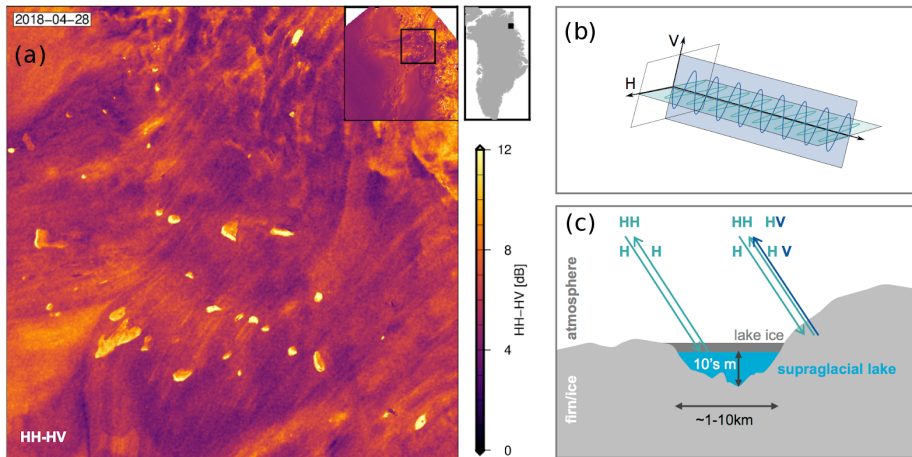 2018-04-28
(a)
HH-HV
12
8
4
0
HH-HV [dB]
(b)
V
H
(c)
HH
HH HV
H H
H H V
atmosphere
lake ice
10's m
supraglacial lake
firn/ice
~1-10km